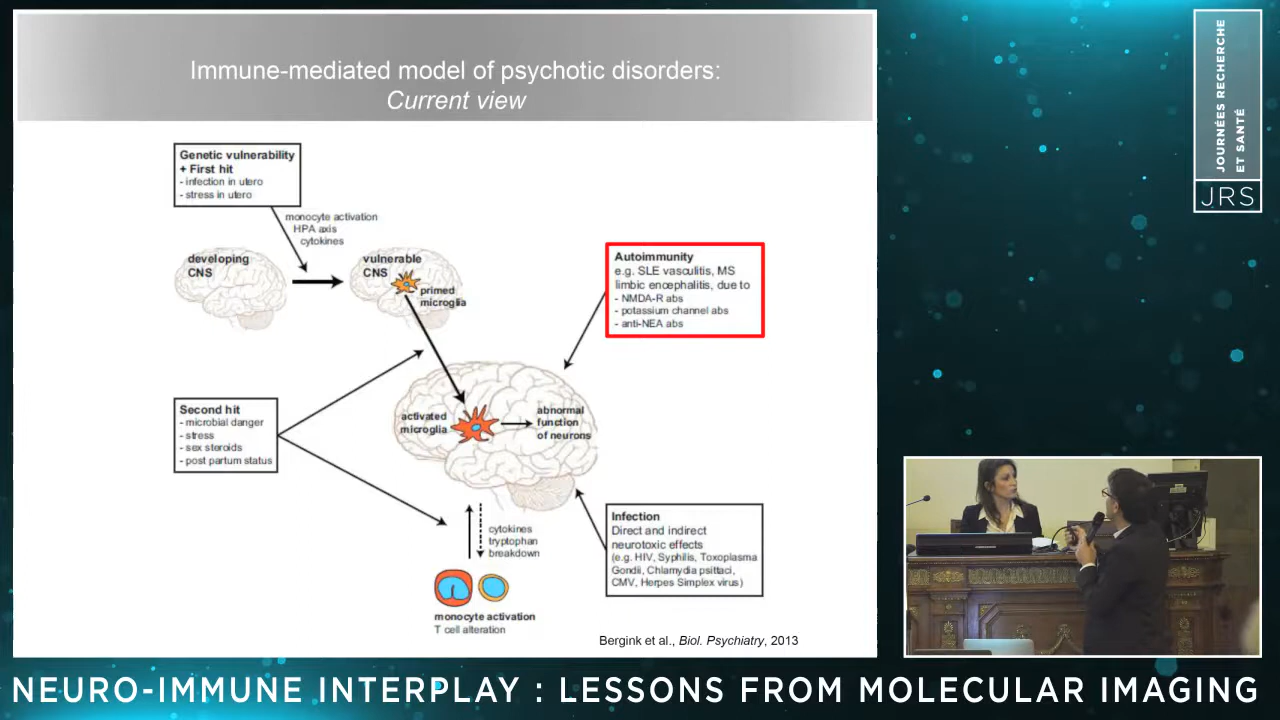 Immune-mediated model of psychotic disorders:
Current view
Genetic vulnerability
+ First hit
- infection in utero
- stress in utero
monocyte activation
HPA axis
cytokines
developing
CNS
vulnerable
CNS
primed
microglia
Autoimmunity
e.g. SLE vasculitis, MS
limbic encephalitis, due to
- NMDA-R abs
- potassium channel abs
- anti-NEA abs
Second hit
- microbial danger
- stress
- sex steroids
- post partum status
activated
microglia
abnormal
function
of neurons
cytokines
tryptophan
breakdown
Infection
Direct and indirect
neurotoxic effects
(e.g. HIV, Syphilis, Toxoplasma
Gondii, Chlamydia psittaci,
CMV, Herpes Simplex virus)
monocyte activation
T cell alteration
Bergink et al., Biol. Psychiatry, 2013
JOURNÉES RECHERCHE
ET SANTÉ
JRS
NEURO-IMMUNE INTERPLAY : LESSONS FROM MOLECULAR IMAGING